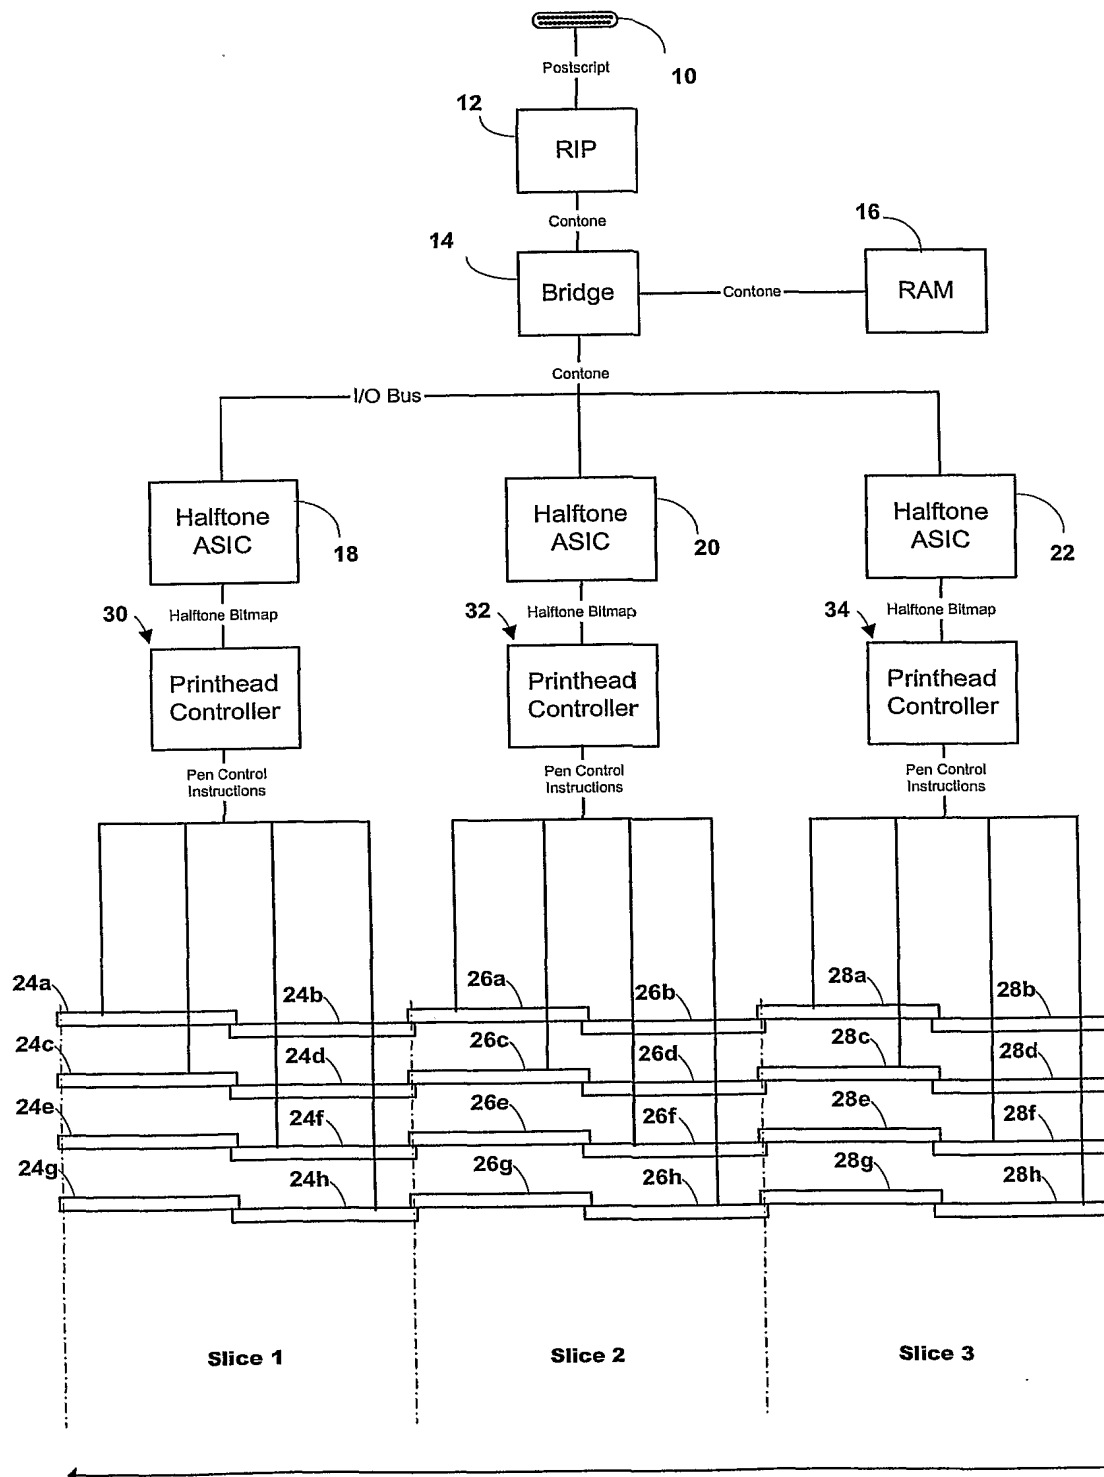 10
Postscript
12
RIP
Contone
14
16
Bridge
Contone
RAM
Contone
I/O Bus
Halftone
ASIC
18
Halftone
ASIC
20
Halftone
ASIC
22
Halftone Bitmap
Halftone Bitmap
Halftone Bitmap
30
32
34
Printhead
Controller
Printhead
Controller
Printhead
Controller
Pen Control
Instructions
Pen Control
Instructions
Pen Control
Instructions
24a
24b
26a
26b
28a
28b
24c
24d
26c
26d
28c
28d
24e
24f
26e
26f
28e
28f
24g
24h
26g
26h
28g
28h
Slice 1
Slice 2
Slice 3